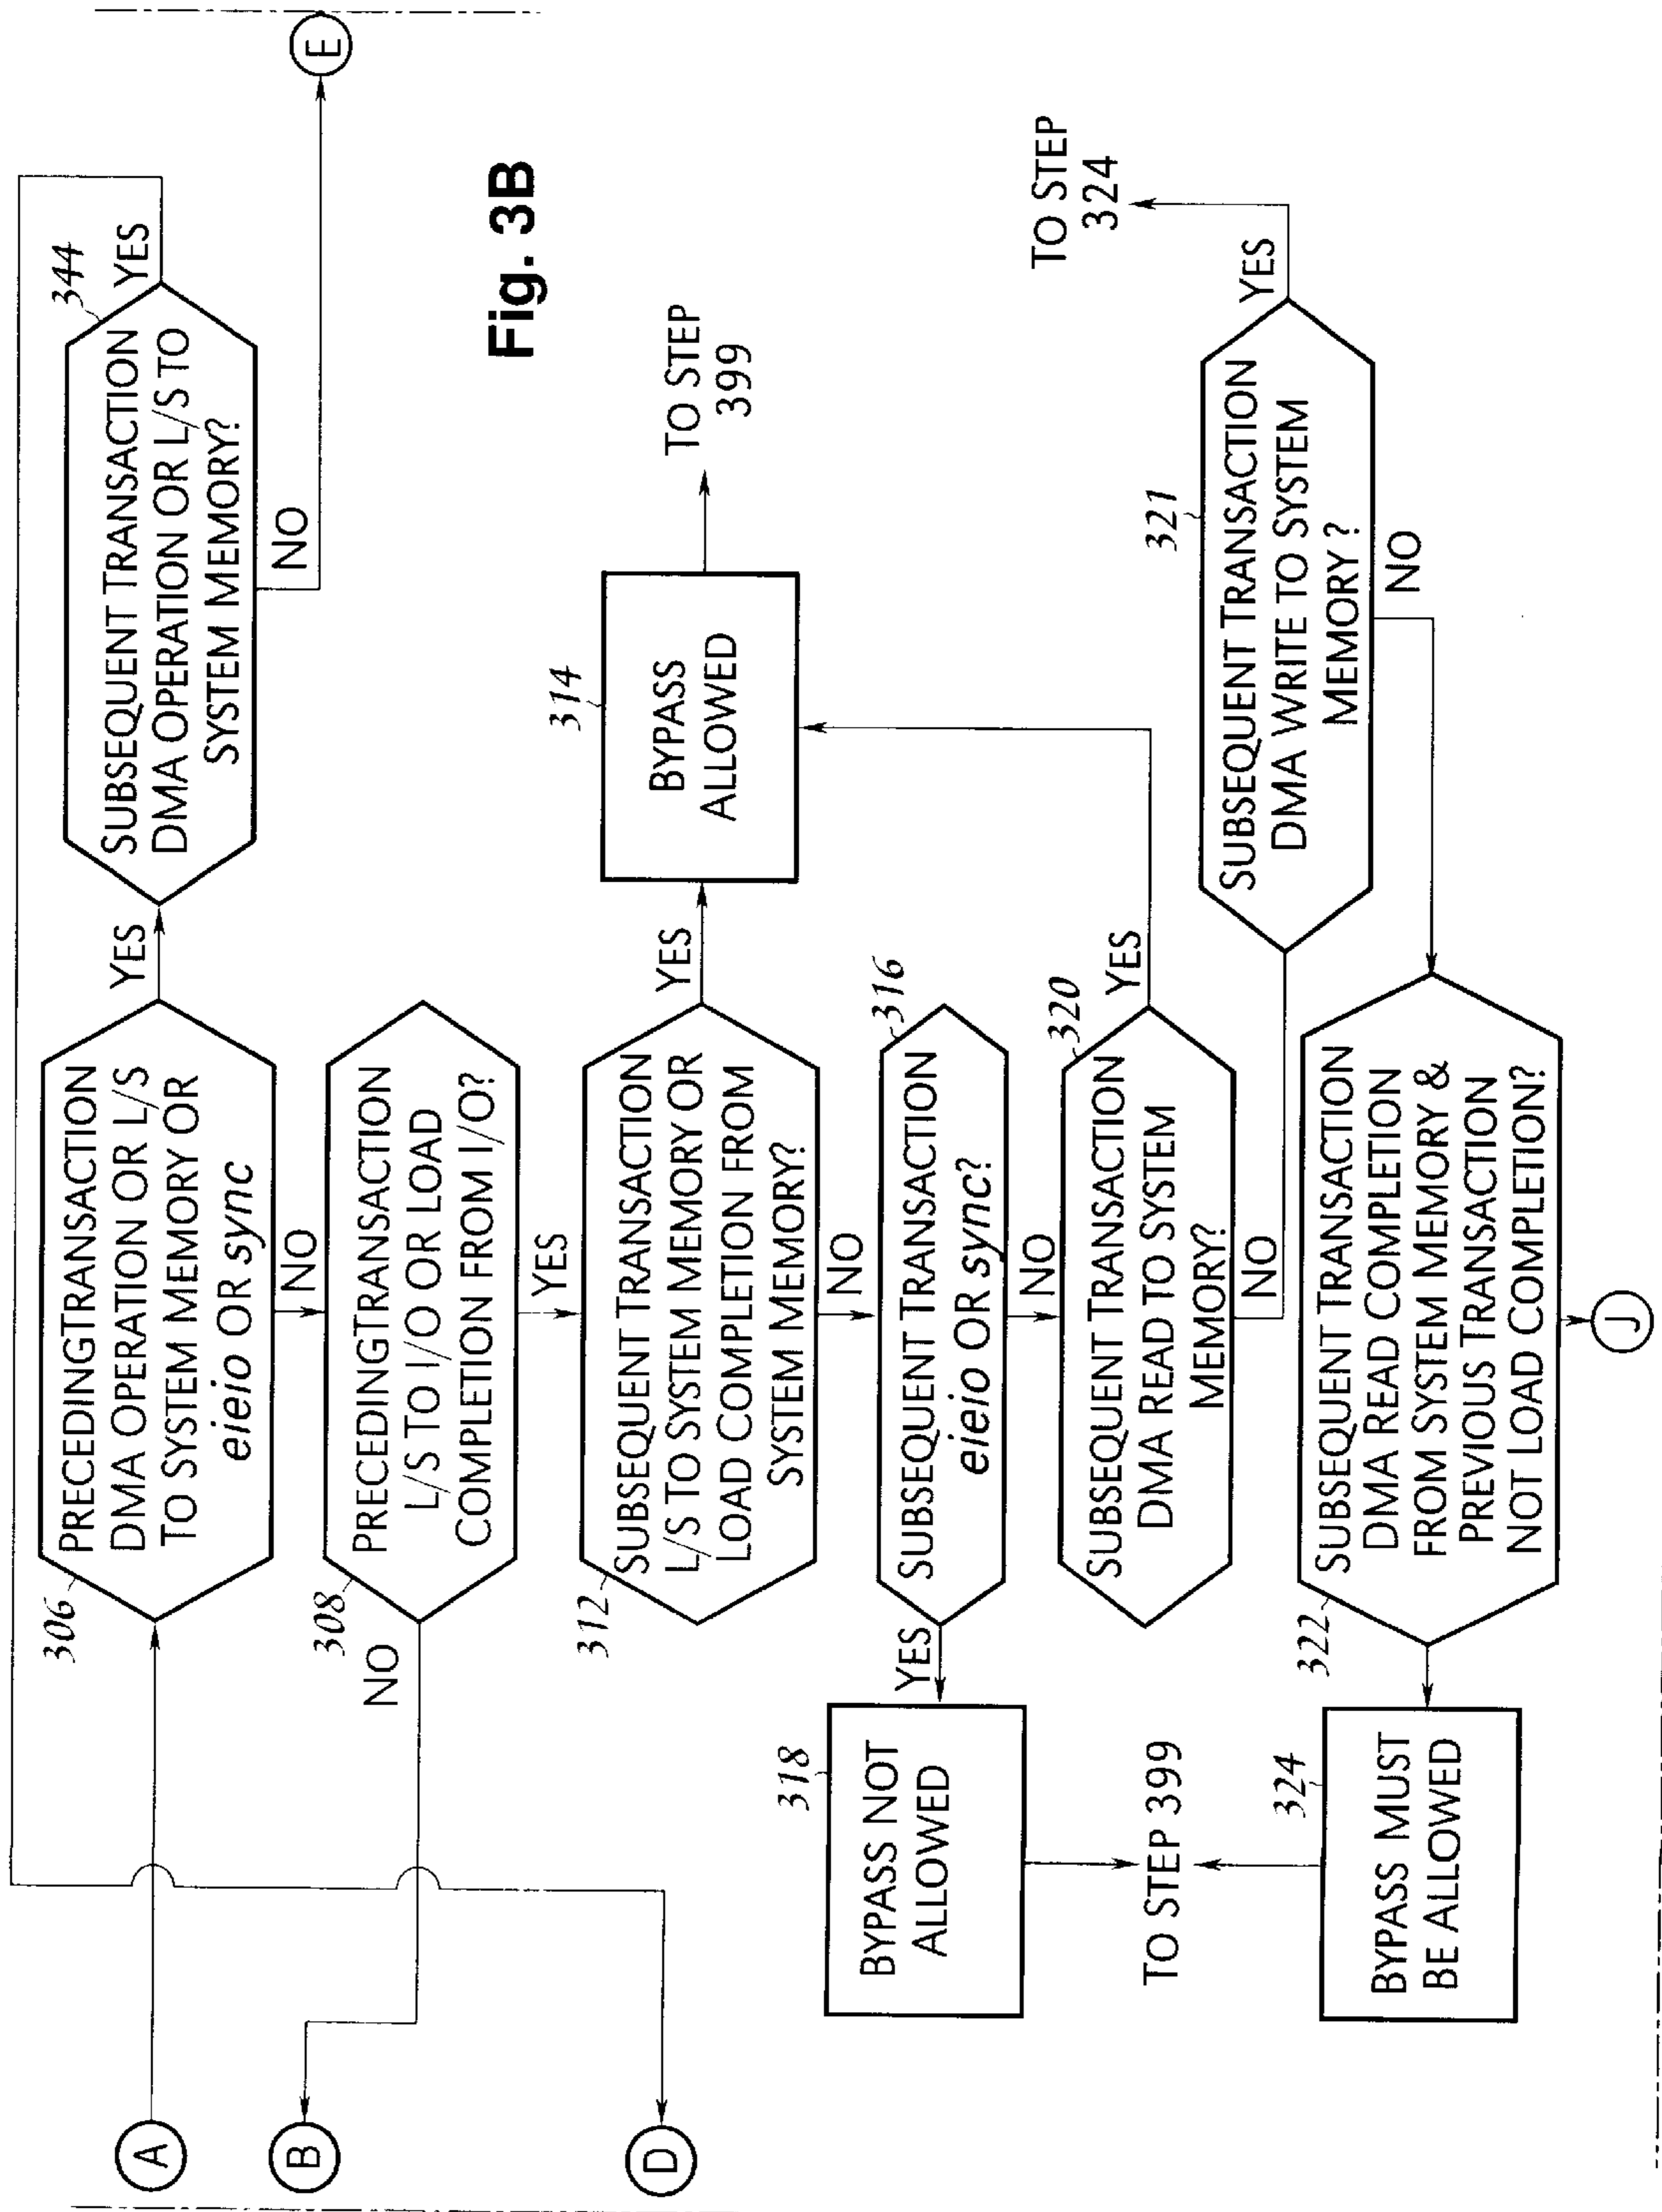 Fig. 3B
A
306
PRECEDINGTRANSACTION
DMA OPERATION OR L/S
TO SYSTEM MEMORY OR
eieio OR sync
YES
NO
344
SUBSEQUENT TRANSACTION
DMA OPERATION OR L/S TO
SYSTEM MEMORY?
YES
NO
E
B
308
PRECEDINGTRANSACTION
L/S TO I/O OR LOAD
COMPLETION FROM I/O?
NO
YES
D
312
SUBSEQUENT TRANSACTION
L/S TO SYSTEM MEMORY OR
LOAD COMPLETION FROM
SYSTEM MEMORY?
YES
NO
314
BYPASS
ALLOWED
TO STEP
399
316
SUBSEQUENT TRANSACTION
eieio OR sync?
YES
NO
318
BYPASS NOT
ALLOWED
TO STEP 399
320
SUBSEQUENT TRANSACTION
DMA READ TO SYSTEM
MEMORY?
YES
NO
321
SUBSEQUENT TRANSACTION
DMA WRITE TO SYSTEM
MEMORY ?
YES
NO
TO STEP
324
322
SUBSEQUENT TRANSACTION
DMA READ COMPLETION
FROM SYSTEM MEMORY &
PREVIOUS TRANSACTION
NOT LOAD COMPLETION?
324
BYPASS MUST
BE ALLOWED
J